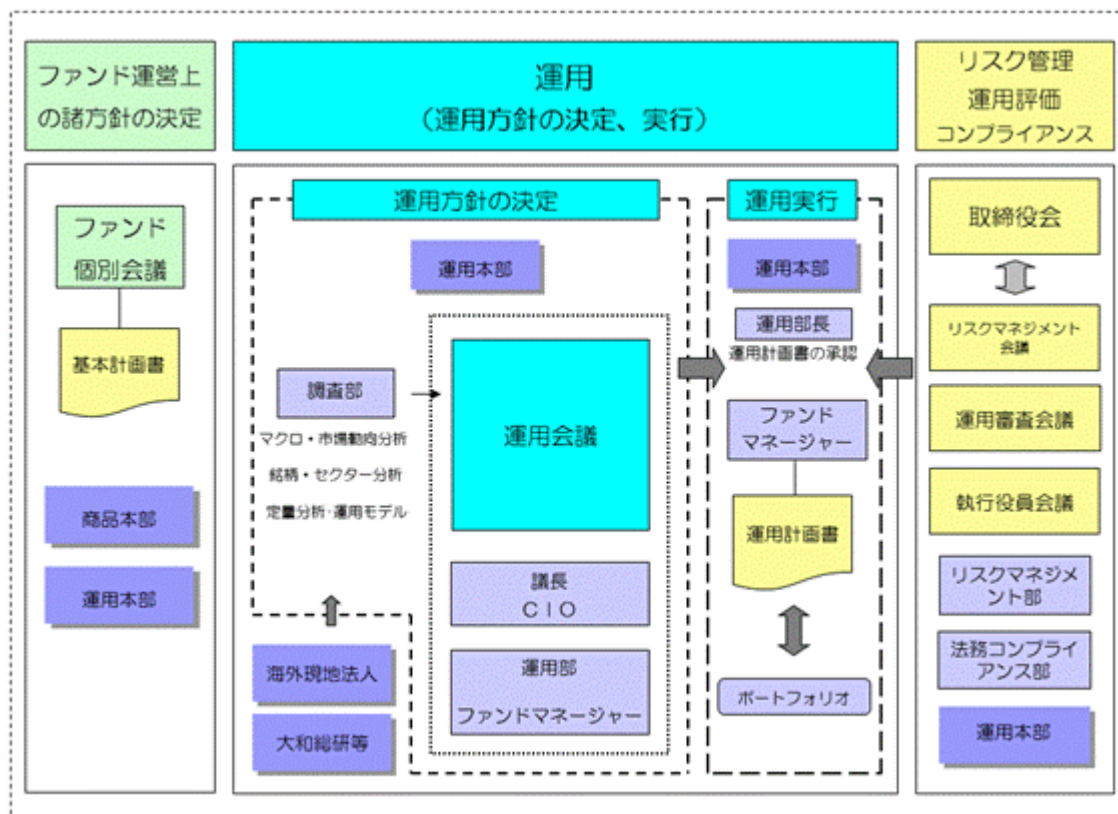 ファンド運営上
の諸方針の決定
運用
（運用方針の決定、実行）
リスク管理
運用評価
コンプライアンス
ファンド
個別会議
基本計画書
商品本部
運用本部
運用方針の決定
運用本部
調査部
マクロ・市場動向分析
銘柄・セクター分析
定量分析・運用モデル
海外現地法人
大和総研等
運用会議
議長
ＣＩＯ
運用部
ファンドマネージャー
運用実行
運用本部
運用部長
運用計画書の承認
ファンド
マネージャー
運用計画書
ポートフォリオ
取締役会
リスクマネジメント
会議
運用審査会議
執行役員会議
リスクマネジメ
ント部
法務コンプライ
アンス部
運用本部